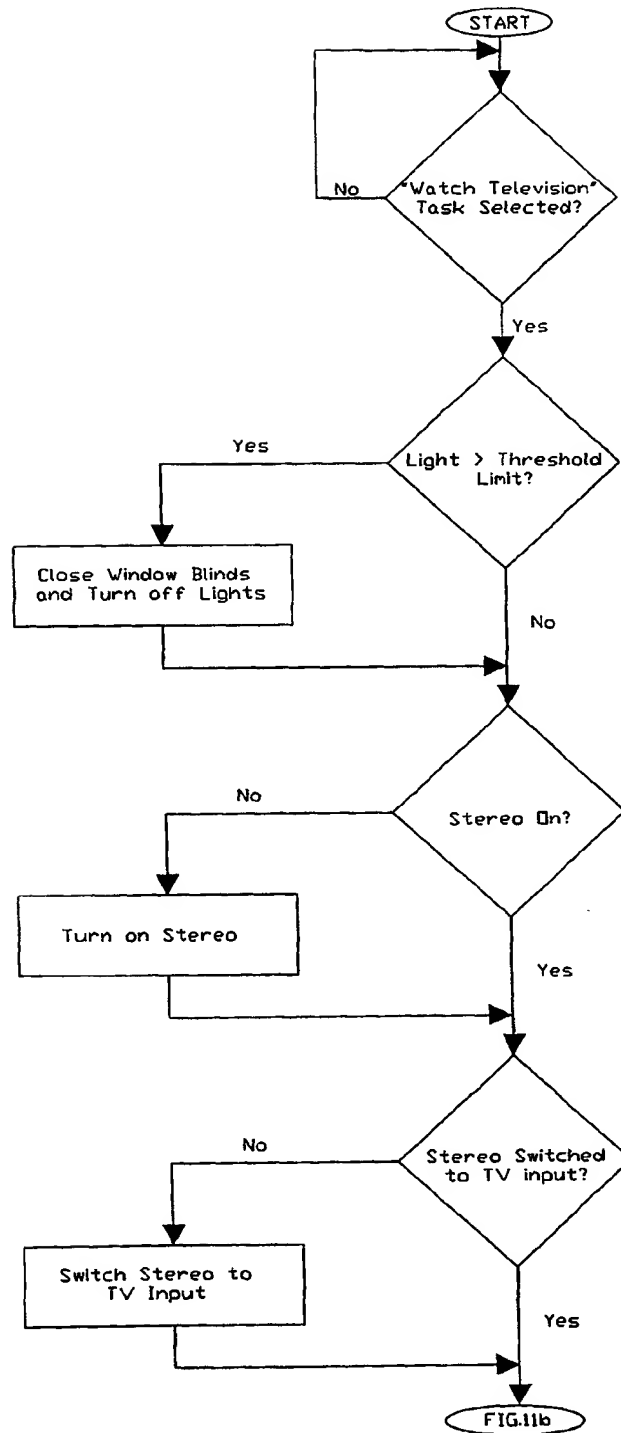 START
"Watch Television"
Task Selected?
No
Yes
Light > Threshold
Limit?
Yes
Close Window Blinds
and Turn off Lights
No
Stereo On?
No
Turn on Stereo
Yes
Stereo Switched
to TV input?
No
Switch Stereo to
TV Input
Yes
FIG.11b